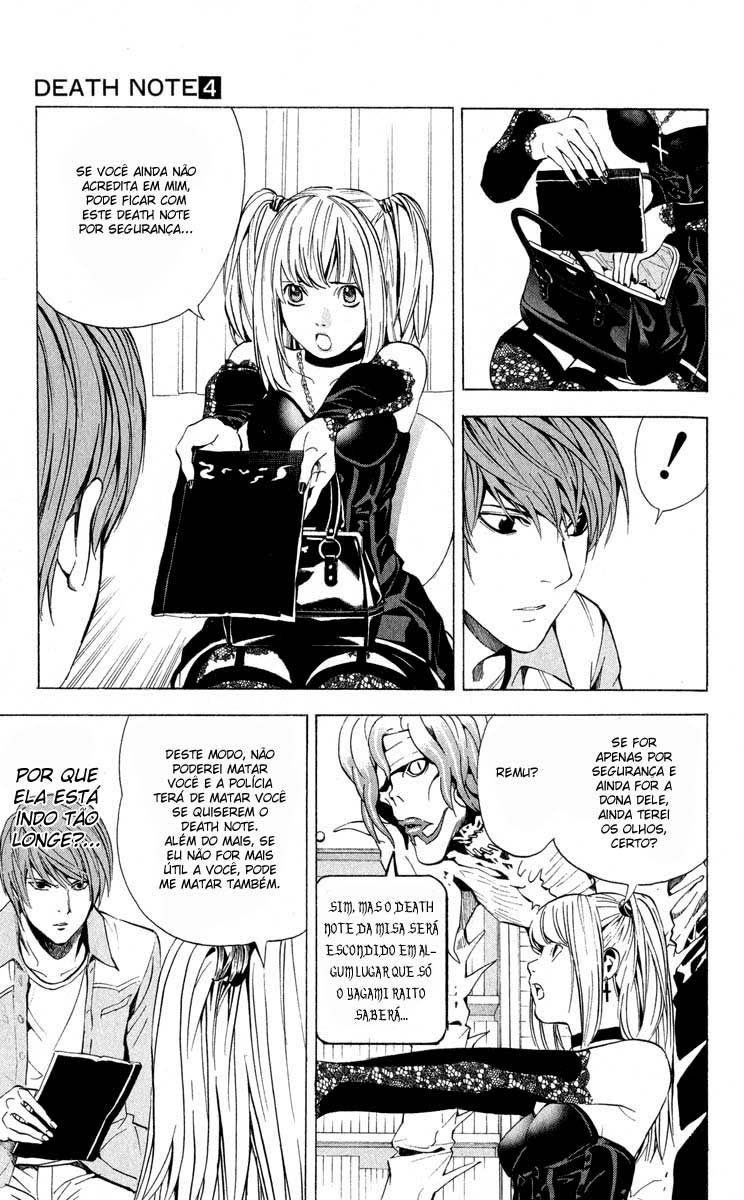 DEATH NOTE 4
!
SE VOCÊ AINDA NÃO
ACREDITA EM MIM,
PODE FICAR COM
ESTE DEATH NOTE
POR SEGURANÇA...
SE FOR
APENAS POR
SEGURANÇA E
AINDA FOR A
DONA DELE,
AINDA TEREI
OS OLHOS,
CERTO?
REMU?
SIM, MAS O DEATH
NOTE DA MISA SERÁ
ESCONDIDO EM AL-
GUM LUGAR QUE SÓ
O YAGAMI RAITO
SABERÁ...
DESTE MODO, NÃO
PODEREI MATAR
VOCÊ E A POLÍCIA
TERÁ DE MATAR VOCÊ
SE QUISEREM O
DEATH NOTE.
ALÉM DO MAIS, SE
EU NÃO FOR MAIS
ÚTIL A VOCÊ, PODE
ME MATAR TAMBÉM.
POR QUE
ELA ESTÁ
INDO TÃO
LONGE?...